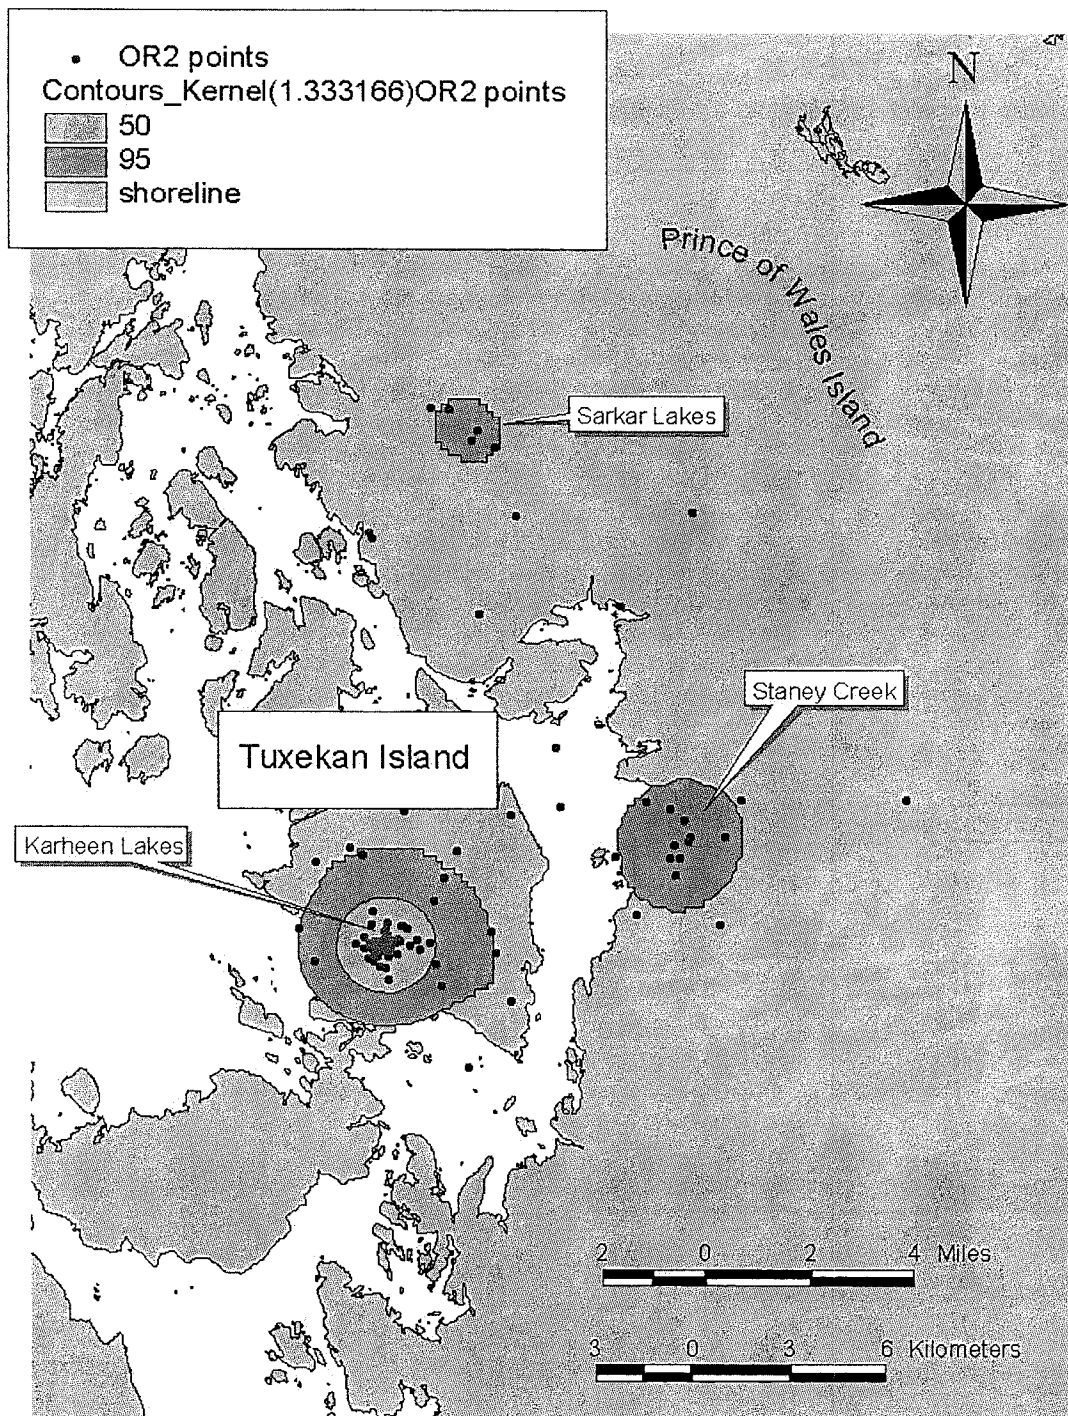 OR2 points
Contours_Kernel(1.333166)OR2 points
50
95
shoreline
N
Prince of Wales Island
Sarkar Lakes
Staney Creek
Tuxekan Island
Karheen Lakes
2 0 2 4 Miles
3 0 3 6 Kilometers